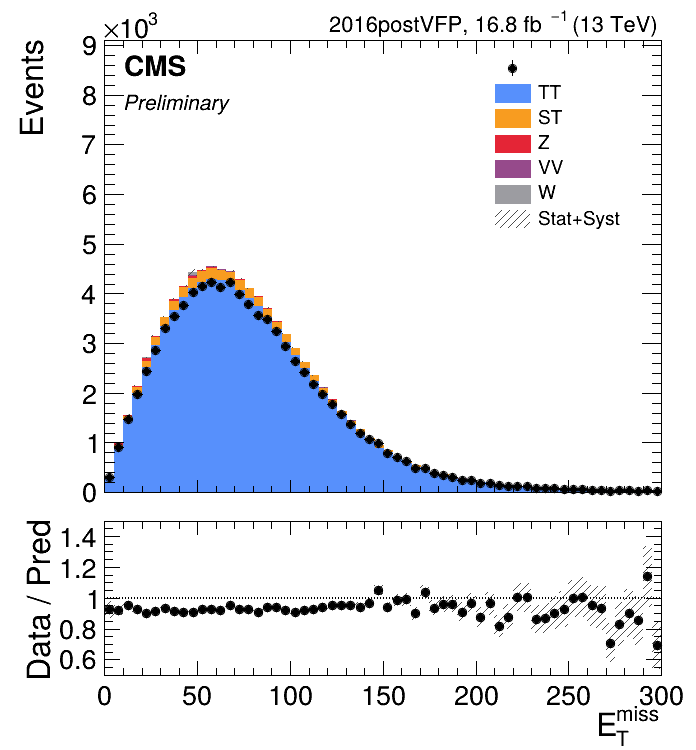 ×10³
2016postVFP, 16.8 fb ⁻¹ (13 TeV)
Events
9
8
7
6
5
4
3
2
1
0
CMS
Preliminary
TT
ST
Z
VV
W
Stat+Syst
Data / Pred
1.4
1.2
1
0.8
0.6
0 50 100 150 200 250 300
E_T^miss